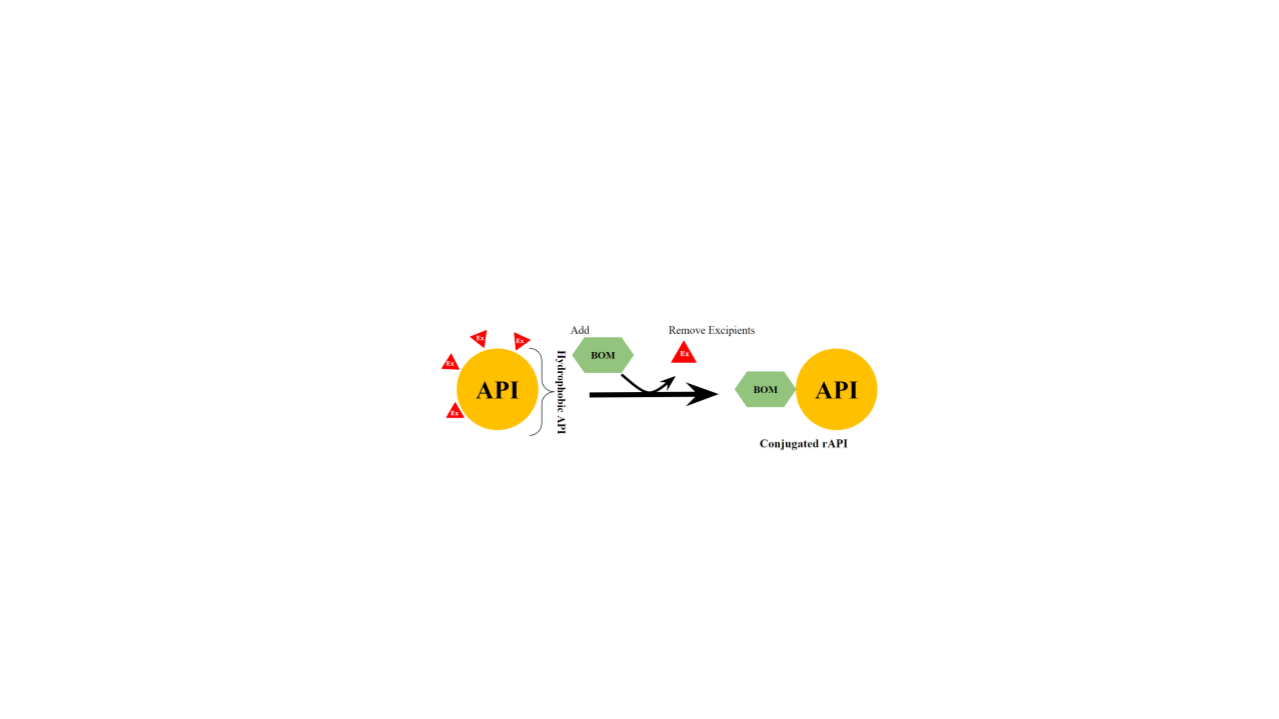 Add
Remove Excipients
Ex
Ex
Ex
Ex
Ex
BOM
API
Hydrophobic API
BOM
API
Conjugated rAPI